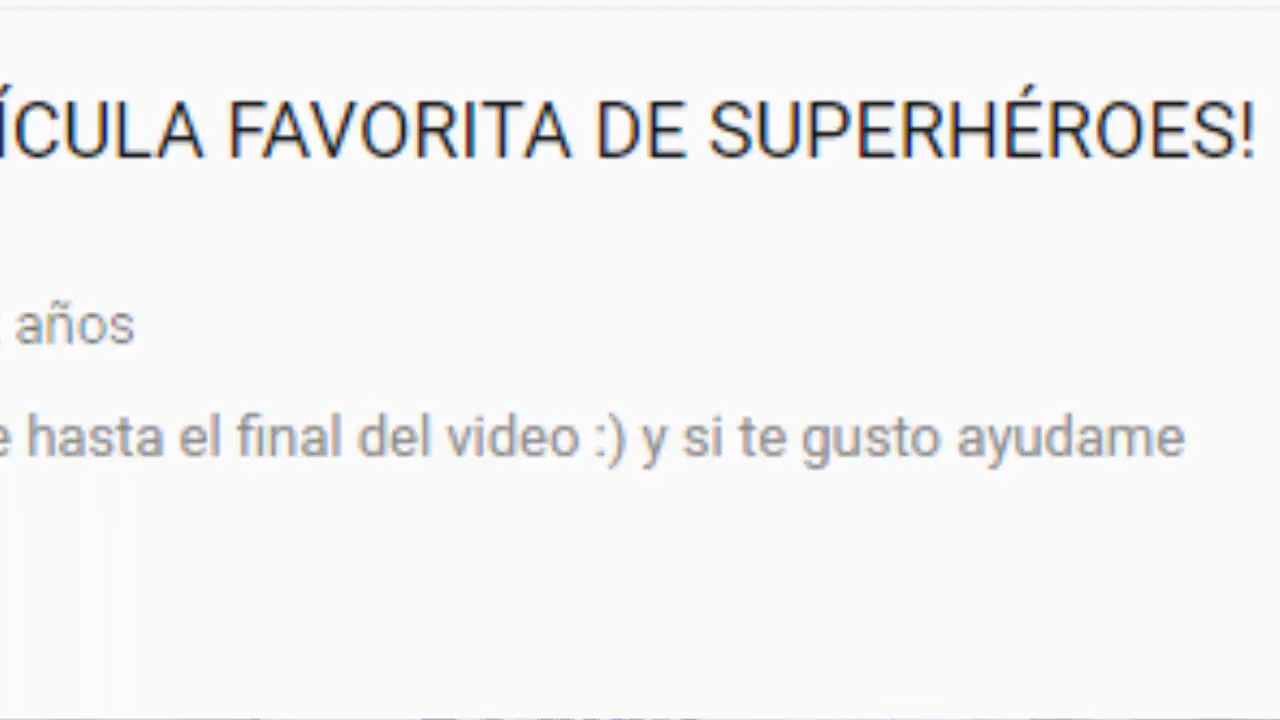 ÍCULA FAVORITA DE SUPERHÉROES!
años
hasta el final del video :) y si te gusto ayudame